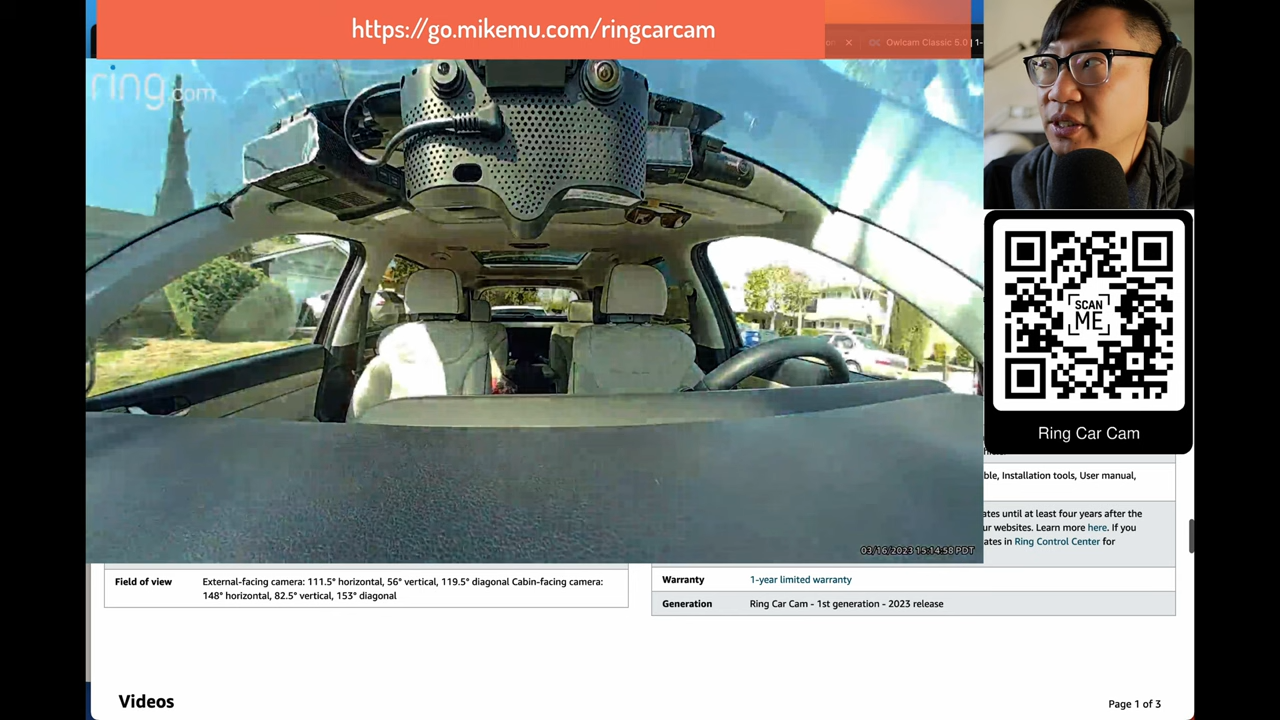 https://go.mikemu.com/ringcarcam
Owlcam Classic 5.0 | 1-
ring.com
SCAN
ME
Ring Car Cam
ble, Installation tools, User manual,
ates until at least four years after the
ur websites. Learn more here. If you
ates in Ring Control Center for
03/16/2023 15:14:58 PDT
Field of view
External-facing camera: 111.5° horizontal, 56° vertical, 119.5° diagonal Cabin-facing camera:
148° horizontal, 82.5° vertical, 153° diagonal
Warranty
1-year limited warranty
Generation
Ring Car Cam - 1st generation - 2023 release
Videos
Page 1 of 3